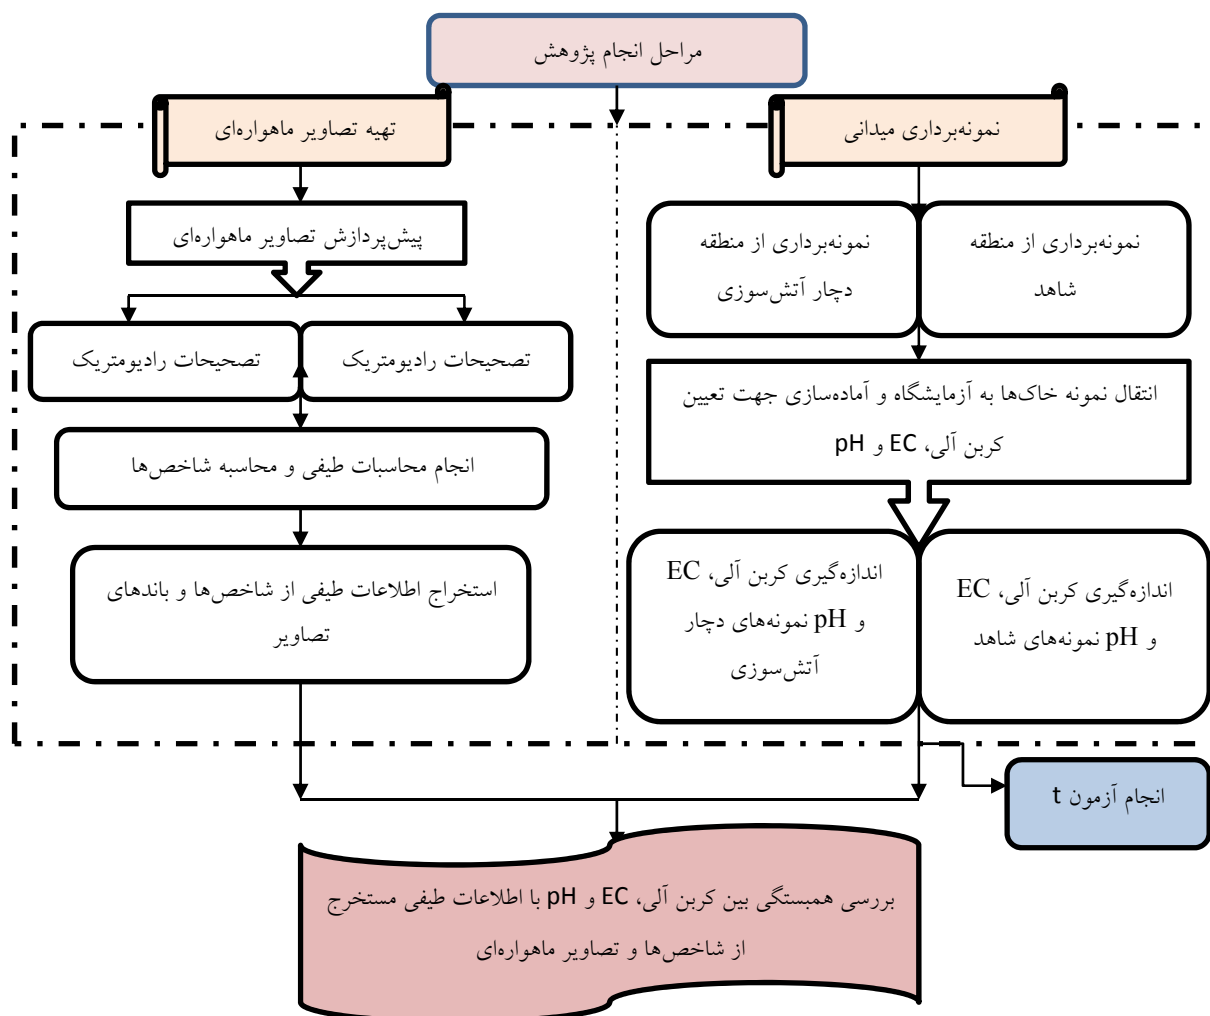 مراحل انجام پژوهش
نمونه‌برداری میدانی
تهیه تصاویر ماهواره‌ای
نمونه‌برداری از منطقه
شاهد
نمونه‌برداری از منطقه
دچار آتش‌سوزی
پیش‌پردازش تصاویر ماهواره‌ای
تصحیحات رادیومتریک
تصحیحات رادیومتریک
انتقال نمونه خاک‌ها به آزمایشگاه و آماده‌سازی جهت تعیین
کربن آلی، EC و pH
انجام محاسبات طیفی و محاسبه شاخص‌ها
اندازه‌گیری کربن آلی، EC
و pH نمونه‌های شاهد
اندازه‌گیری کربن آلی، EC
و pH نمونه‌های دچار
آتش‌سوزی
استخراج اطلاعات طیفی از شاخص‌ها و باندهای
تصاویر
انجام آزمون t
بررسی همبستگی بین کربن آلی، EC و pH با اطلاعات طیفی مستخرج
از شاخص‌ها و تصاویر ماهواره‌ای